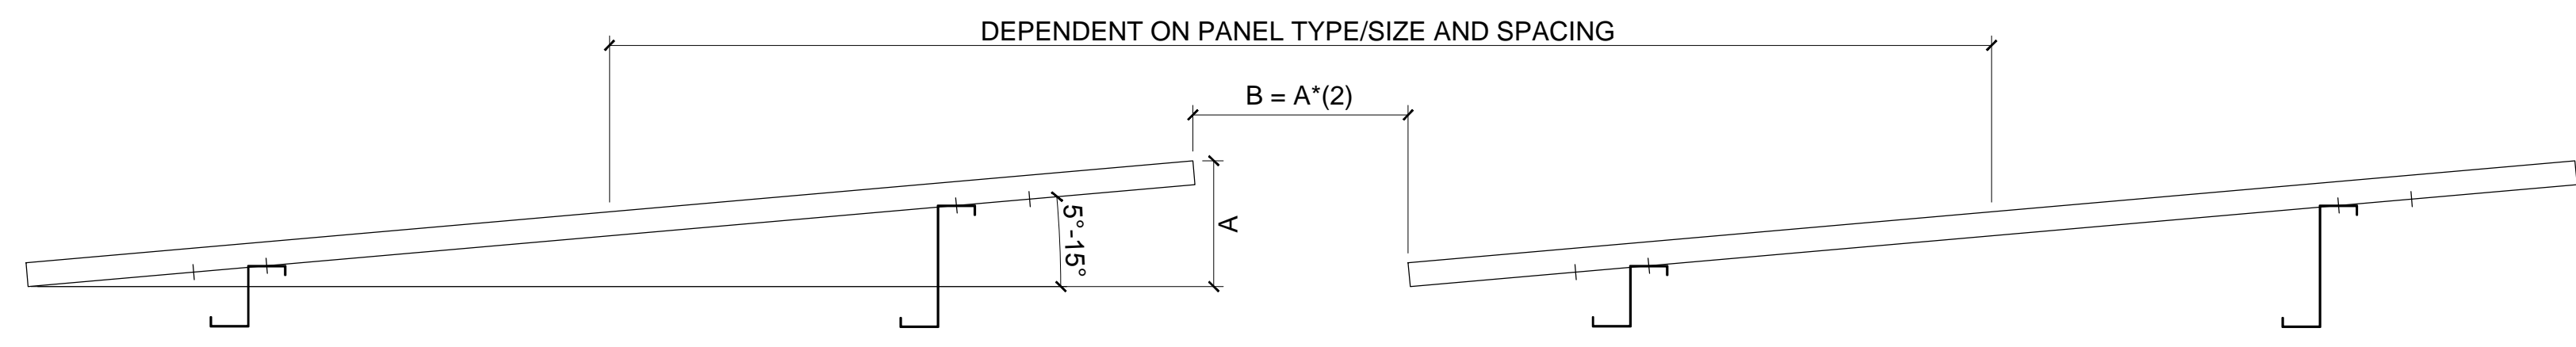 DEPENDENT ON PANEL TYPE/SIZE AND SPACING
B = A*(2)
A
5°-15°